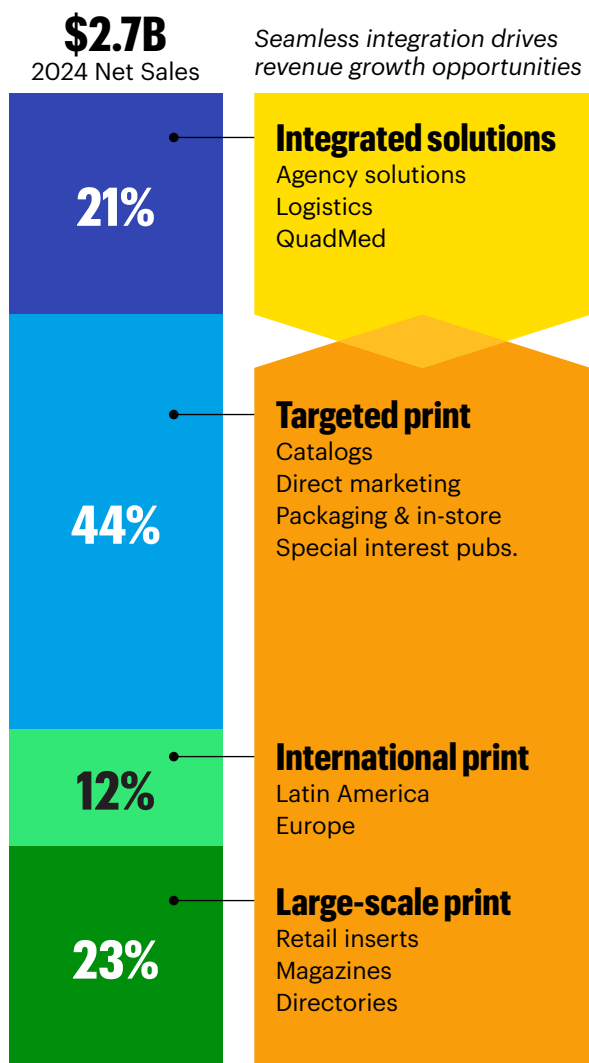 $2.7B
2024 Net Sales
Seamless integration drives
revenue growth opportunities
21%
Integrated solutions
Agency solutions
Logistics
QuadMed
44%
Targeted print
Catalogs
Direct marketing
Packaging & in-store
Special interest pubs.
12%
International print
Latin America
Europe
23%
Large-scale print
Retail inserts
Magazines
Directories